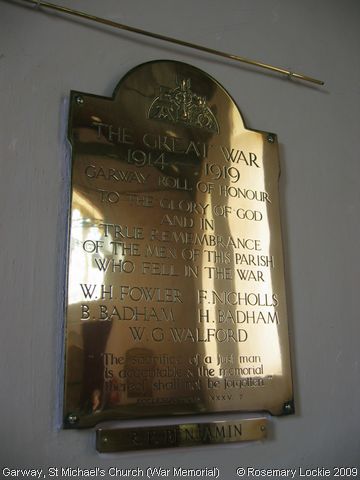 THE GREAT WAR
1914 1919
GARWAY ROLL OF HONOUR
TO THE GLORY OF GOD
AND IN
TRUE REMEMBRANCE
OF THE MEN OF THIS PARISH
WHO FELL IN THE WAR
W.H. FOWLER F. NICHOLLS
B. BADHAM H. BADHAM
W. G. WALFORD
"The sacrifice of a just man
is acceptable & the memorial
thereof shall not be forgotten."
XXXV. 7
BENJAMIN
Garway, St Michael's Church (War Memorial) © Rosemary Lockie 2009